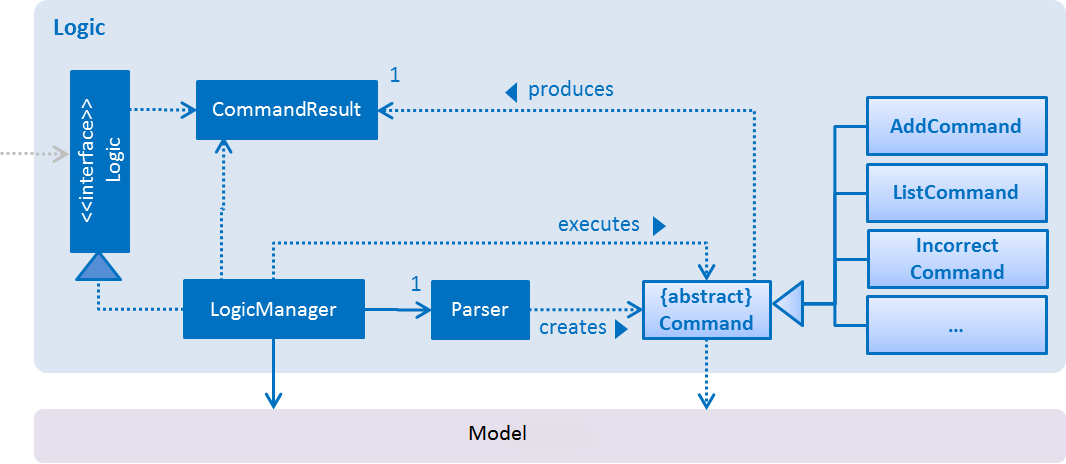 Logic
<<interface>>
Logic
CommandResult
1
produces
AddCommand
ListCommand
Incorrect
Command
...
executes
LogicManager
1
Parser
creates
{abstract}
Command
Model